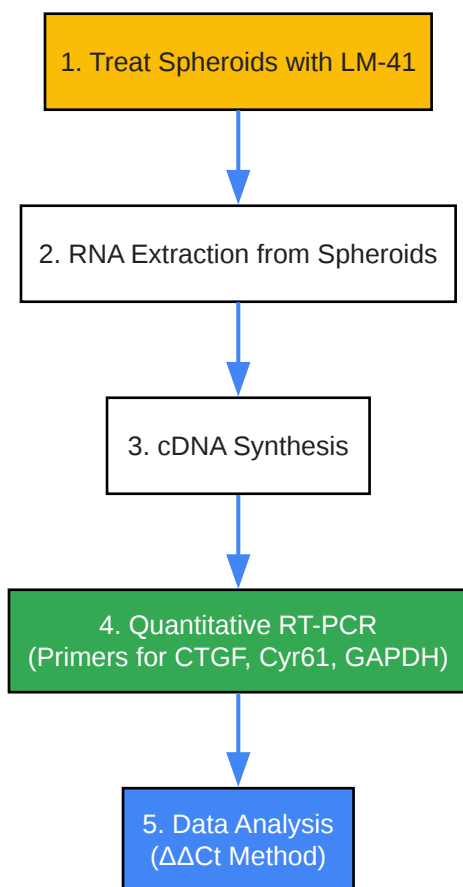 1. Treat Spheroids with LM-41
2. RNA Extraction from Spheroids
3. cDNA Synthesis
4. Quantitative RT-PCR
(Primers for CTGF, Cyr61, GAPDH)
5. Data Analysis
(ΔΔCt Method)